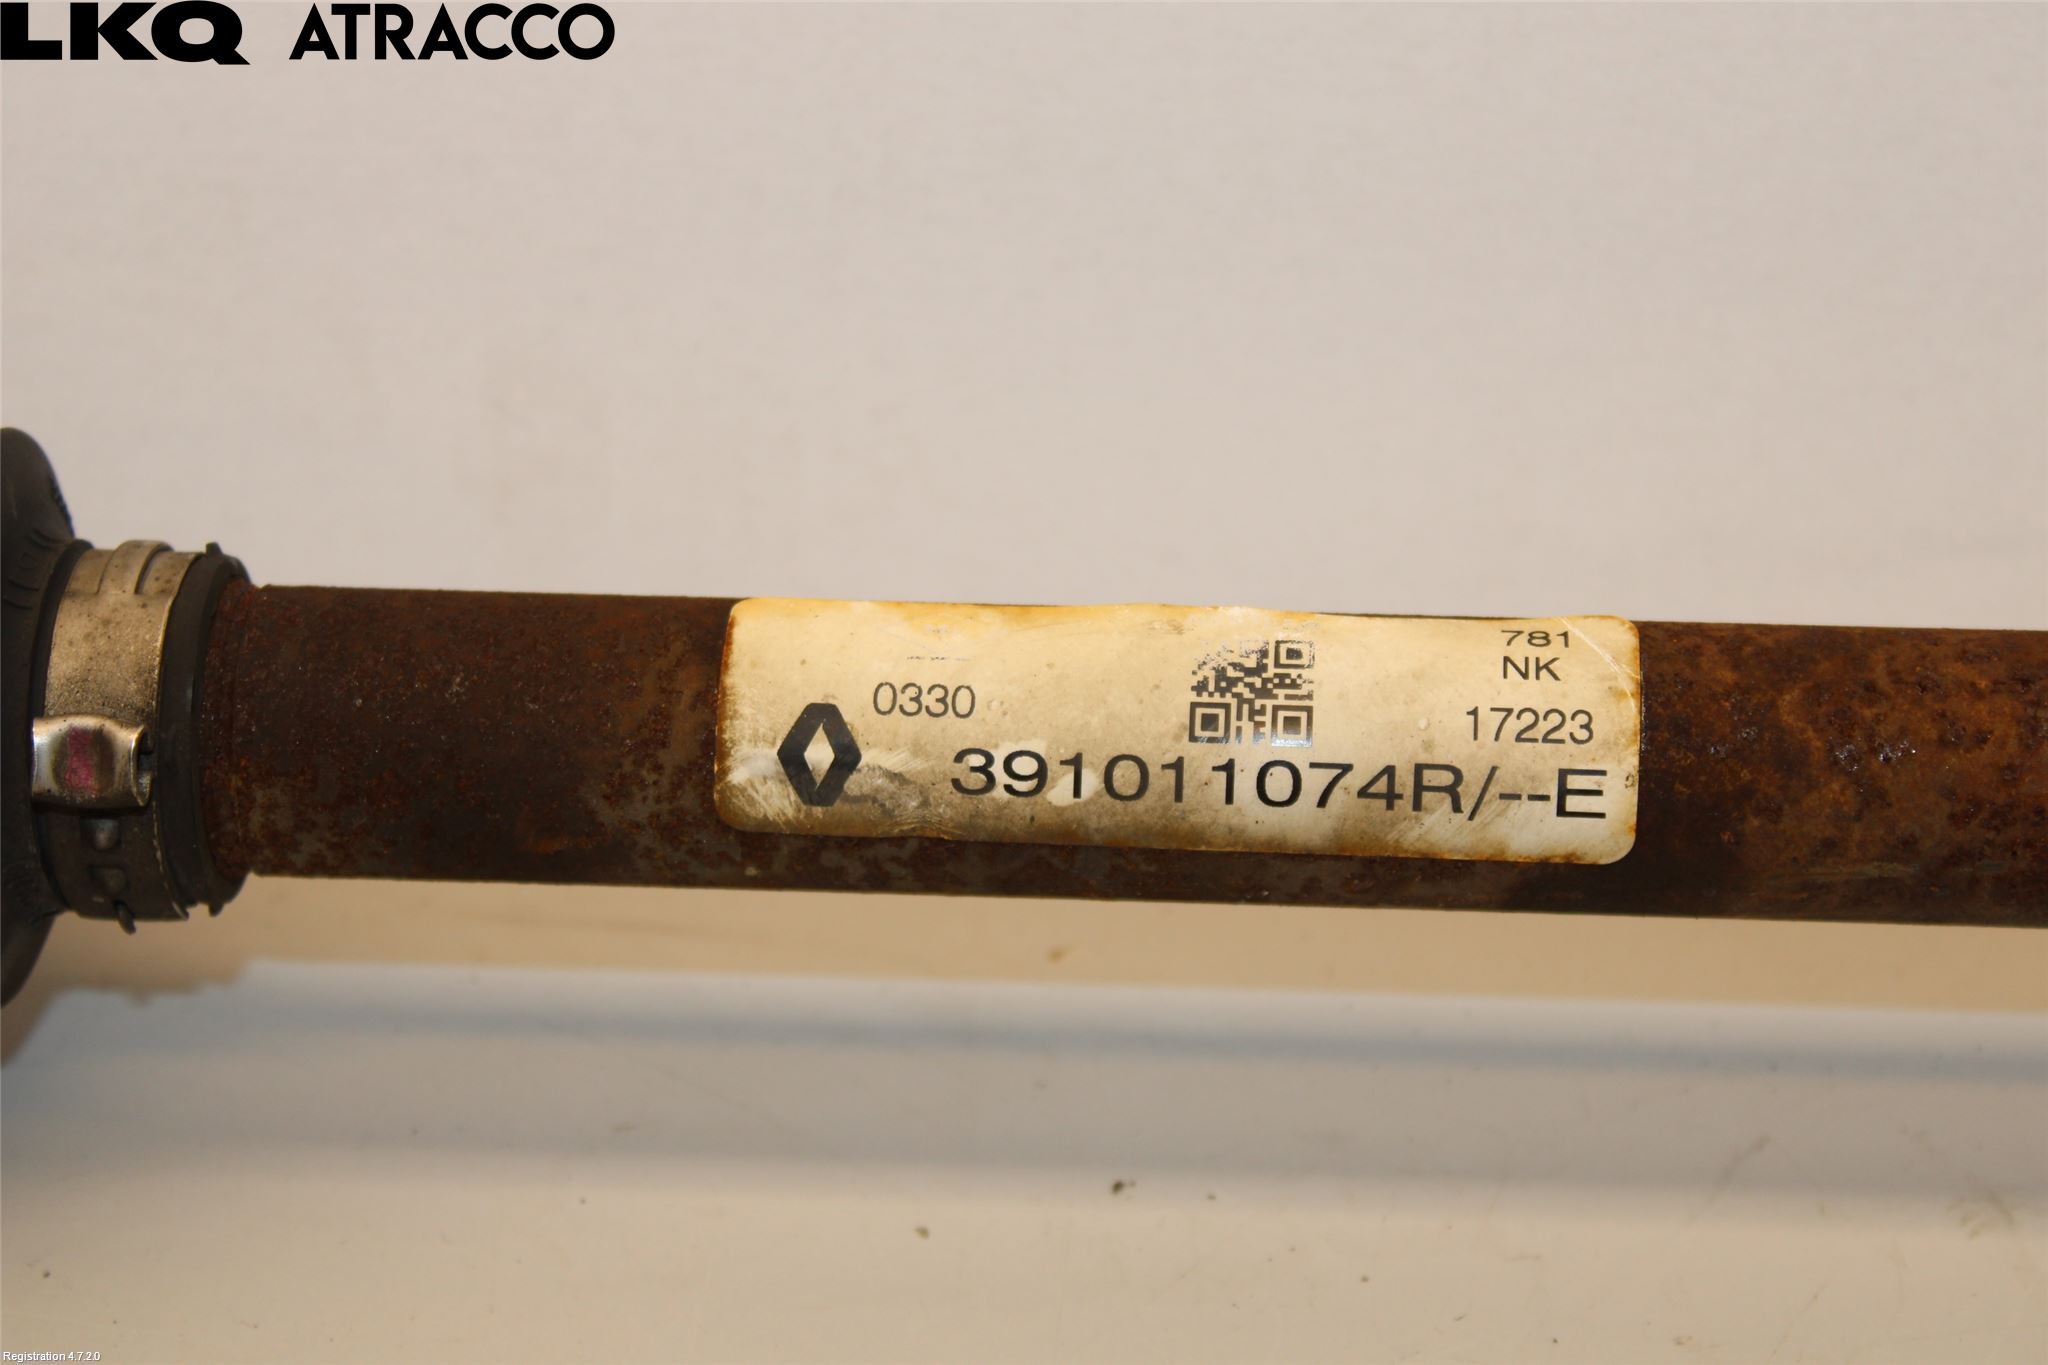 LKQ ATRACCO
781
NK
0330
17223
391011074R/--E
Registration 4.7.2.0